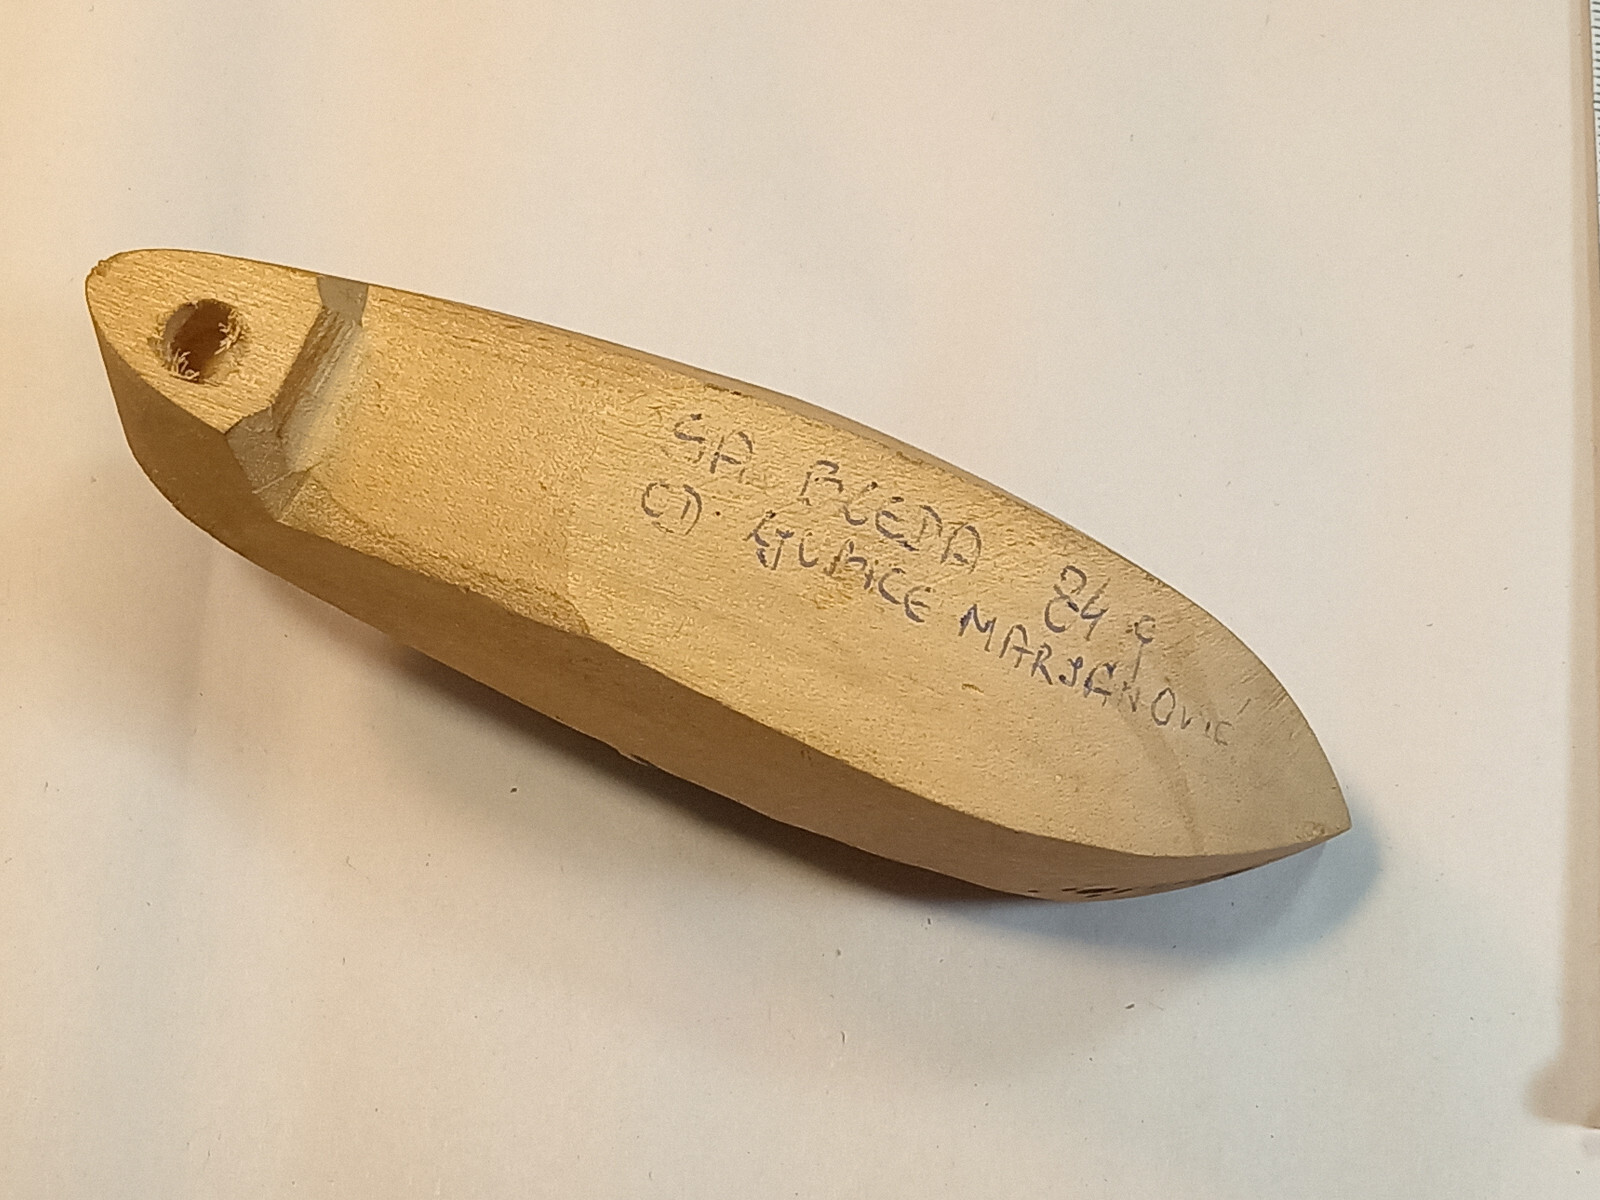 SA BLEDA 84 g
OD LJUBICE MARJANOVIĆ